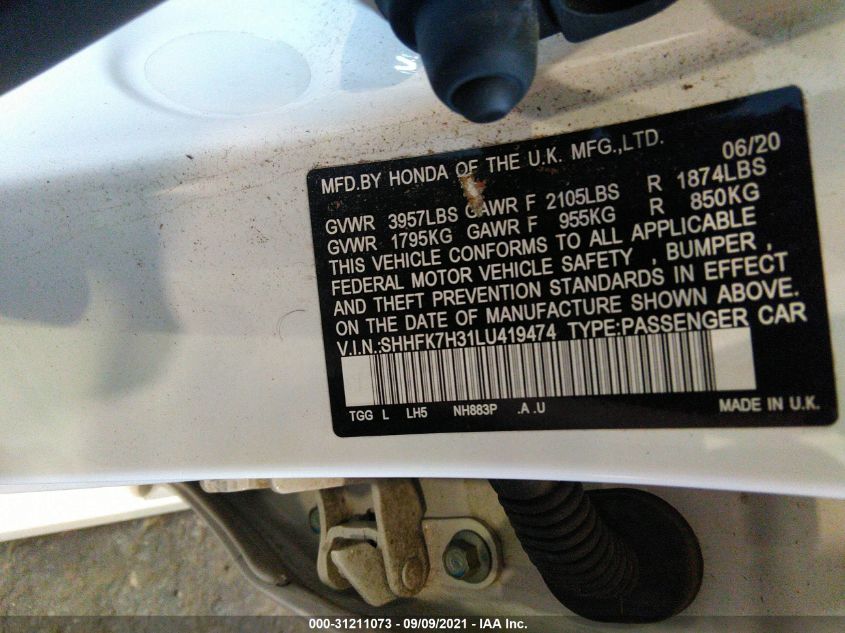 MFD.BY HONDA OF THE U.K. MFG.,LTD. 06/20
GVWR 3957LBS GAWR F 2105LBS R 1874LBS
GVWR 1795KG GAWR F 955KG R 850KG
THIS VEHICLE CONFORMS TO ALL APPLICABLE
FEDERAL MOTOR VEHICLE SAFETY , BUMPER ,
AND THEFT PREVENTION STANDARDS IN EFFECT
ON THE DATE OF MANUFACTURE SHOWN ABOVE.
V.I.N.:SHHFK7H31LU419474 TYPE:PASSENGER CAR
TGG L LH5 NH883P .A .U MADE IN U.K.
000-31211073 - 09/09/2021 - IAA Inc.